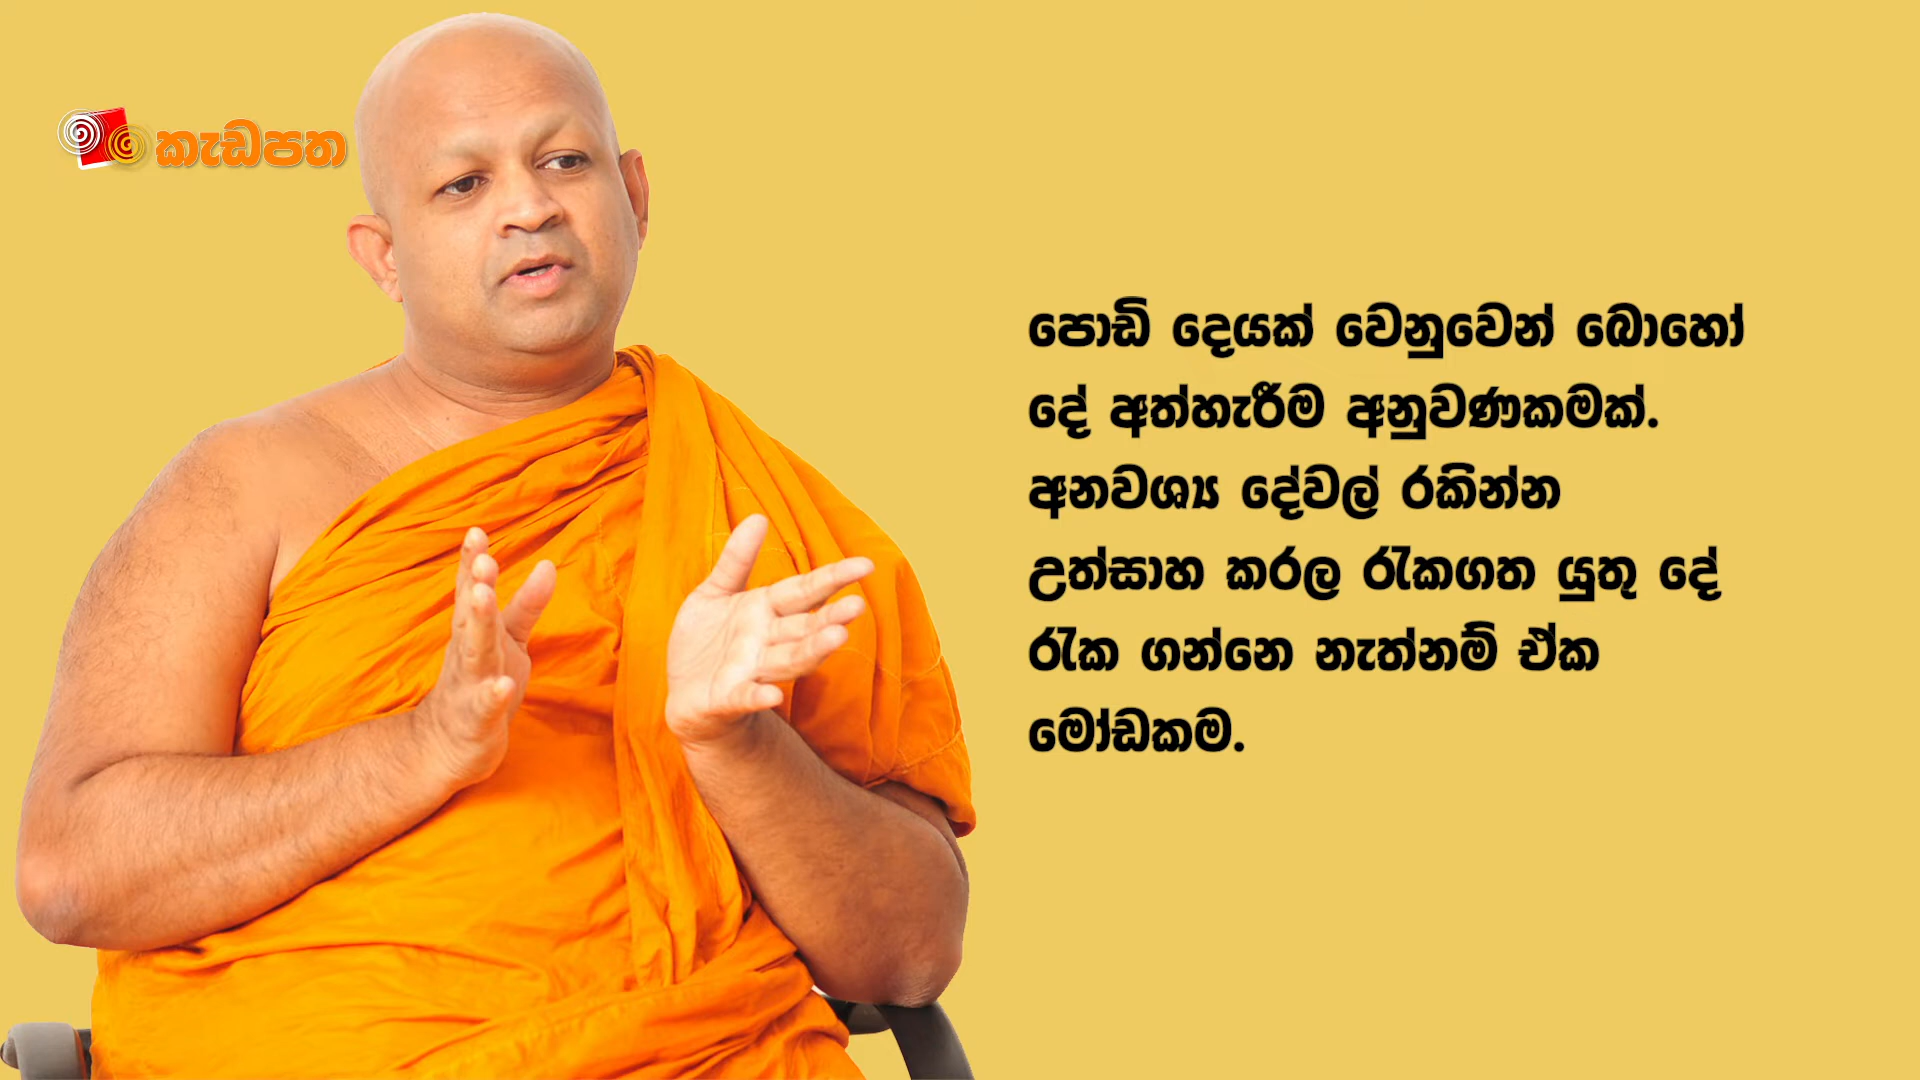 කැඩපත
පොඩි දෙයක් වෙනුවෙන් බොහෝ
දේ අත්හැරීම අනුවණකමක්.
අනවශ්‍ය දේවල් රකින්න
උත්සාහ කරල රැකගත යුතු දේ
රැක ගන්නෙ නැත්නම් ඒක
මෝඩකම.